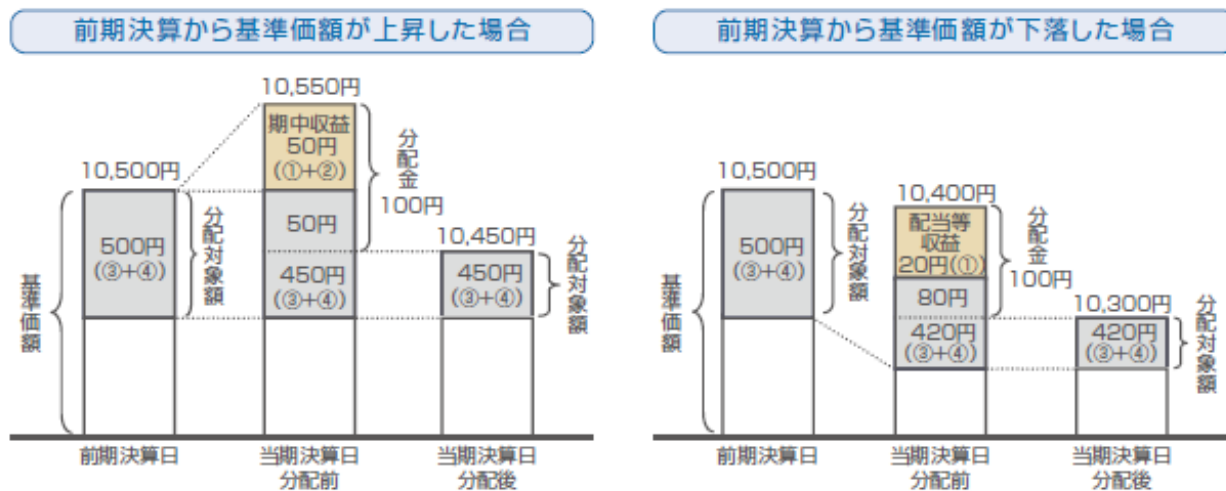 前期決算から基準価額が上昇した場合
10,550円
期中収益
50円
(①+②)
分配金
100円
10,500円
500円
(③+④)
分配対象額
50円
450円
(③+④)
10,450円
450円
(③+④)
分配対象額
基準価額
前期決算日
当期決算日
分配前
当期決算日
分配後
前期決算から基準価額が下落した場合
10,500円
500円
(③+④)
分配対象額
10,400円
配当等
収益
20円(①)
分配金
100円
80円
420円
(③+④)
10,300円
420円
(③+④)
分配対象額
基準価額
前期決算日
当期決算日
分配前
当期決算日
分配後